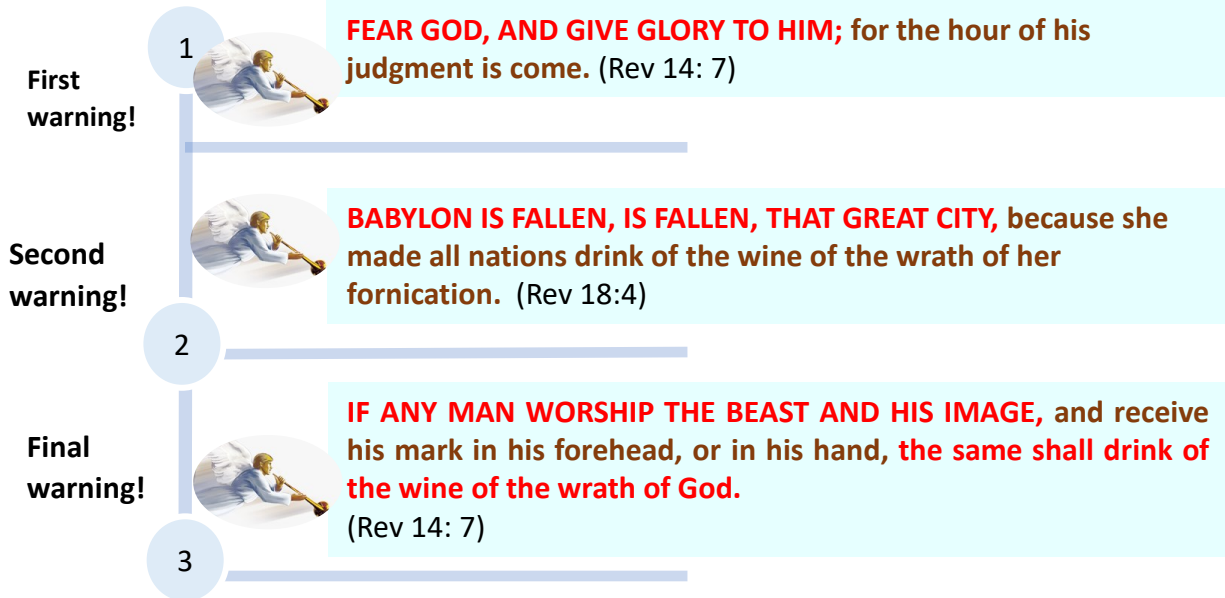 1
First
warning!
FEAR GOD, AND GIVE GLORY TO HIM; for the hour of his
judgment is come. (Rev 14: 7)
Second
warning!
2
BABYLON IS FALLEN, IS FALLEN, THAT GREAT CITY, because she
made all nations drink of the wine of the wrath of her
fornication. (Rev 18:4)
Final
warning!
3
IF ANY MAN WORSHIP THE BEAST AND HIS IMAGE, and receive
his mark in his forehead, or in his hand, the same shall drink of
the wine of the wrath of God.
(Rev 14: 7)